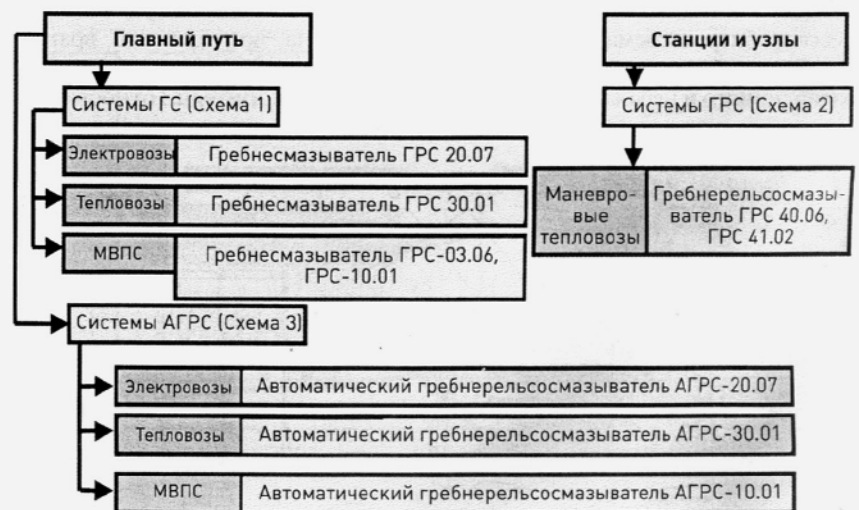 Главный путь
Станции и узлы
Системы ГС (Схема 1)
Системы ГРС (Схема 2)
Электровозы
Гребнесмазыватель ГРС 20.07
Тепловозы
Гребнесмазыватель ГРС 30.01
МВПС
Гребнесмазыватель ГРС-03.06,
ГРС-10.01
Маневро-
вые
тепловозы
Гребнерельсосмазы-
ватель ГРС 40.06,
ГРС 41.02
Системы АГРС (Схема 3)
Электровозы
Автоматический гребнерельсосмазыватель АГРС-20.07
Тепловозы
Автоматический гребнерельсосмазыватель АГРС-30.01
МВПС
Автоматический гребнерельсосмазыватель АГРС-10.01